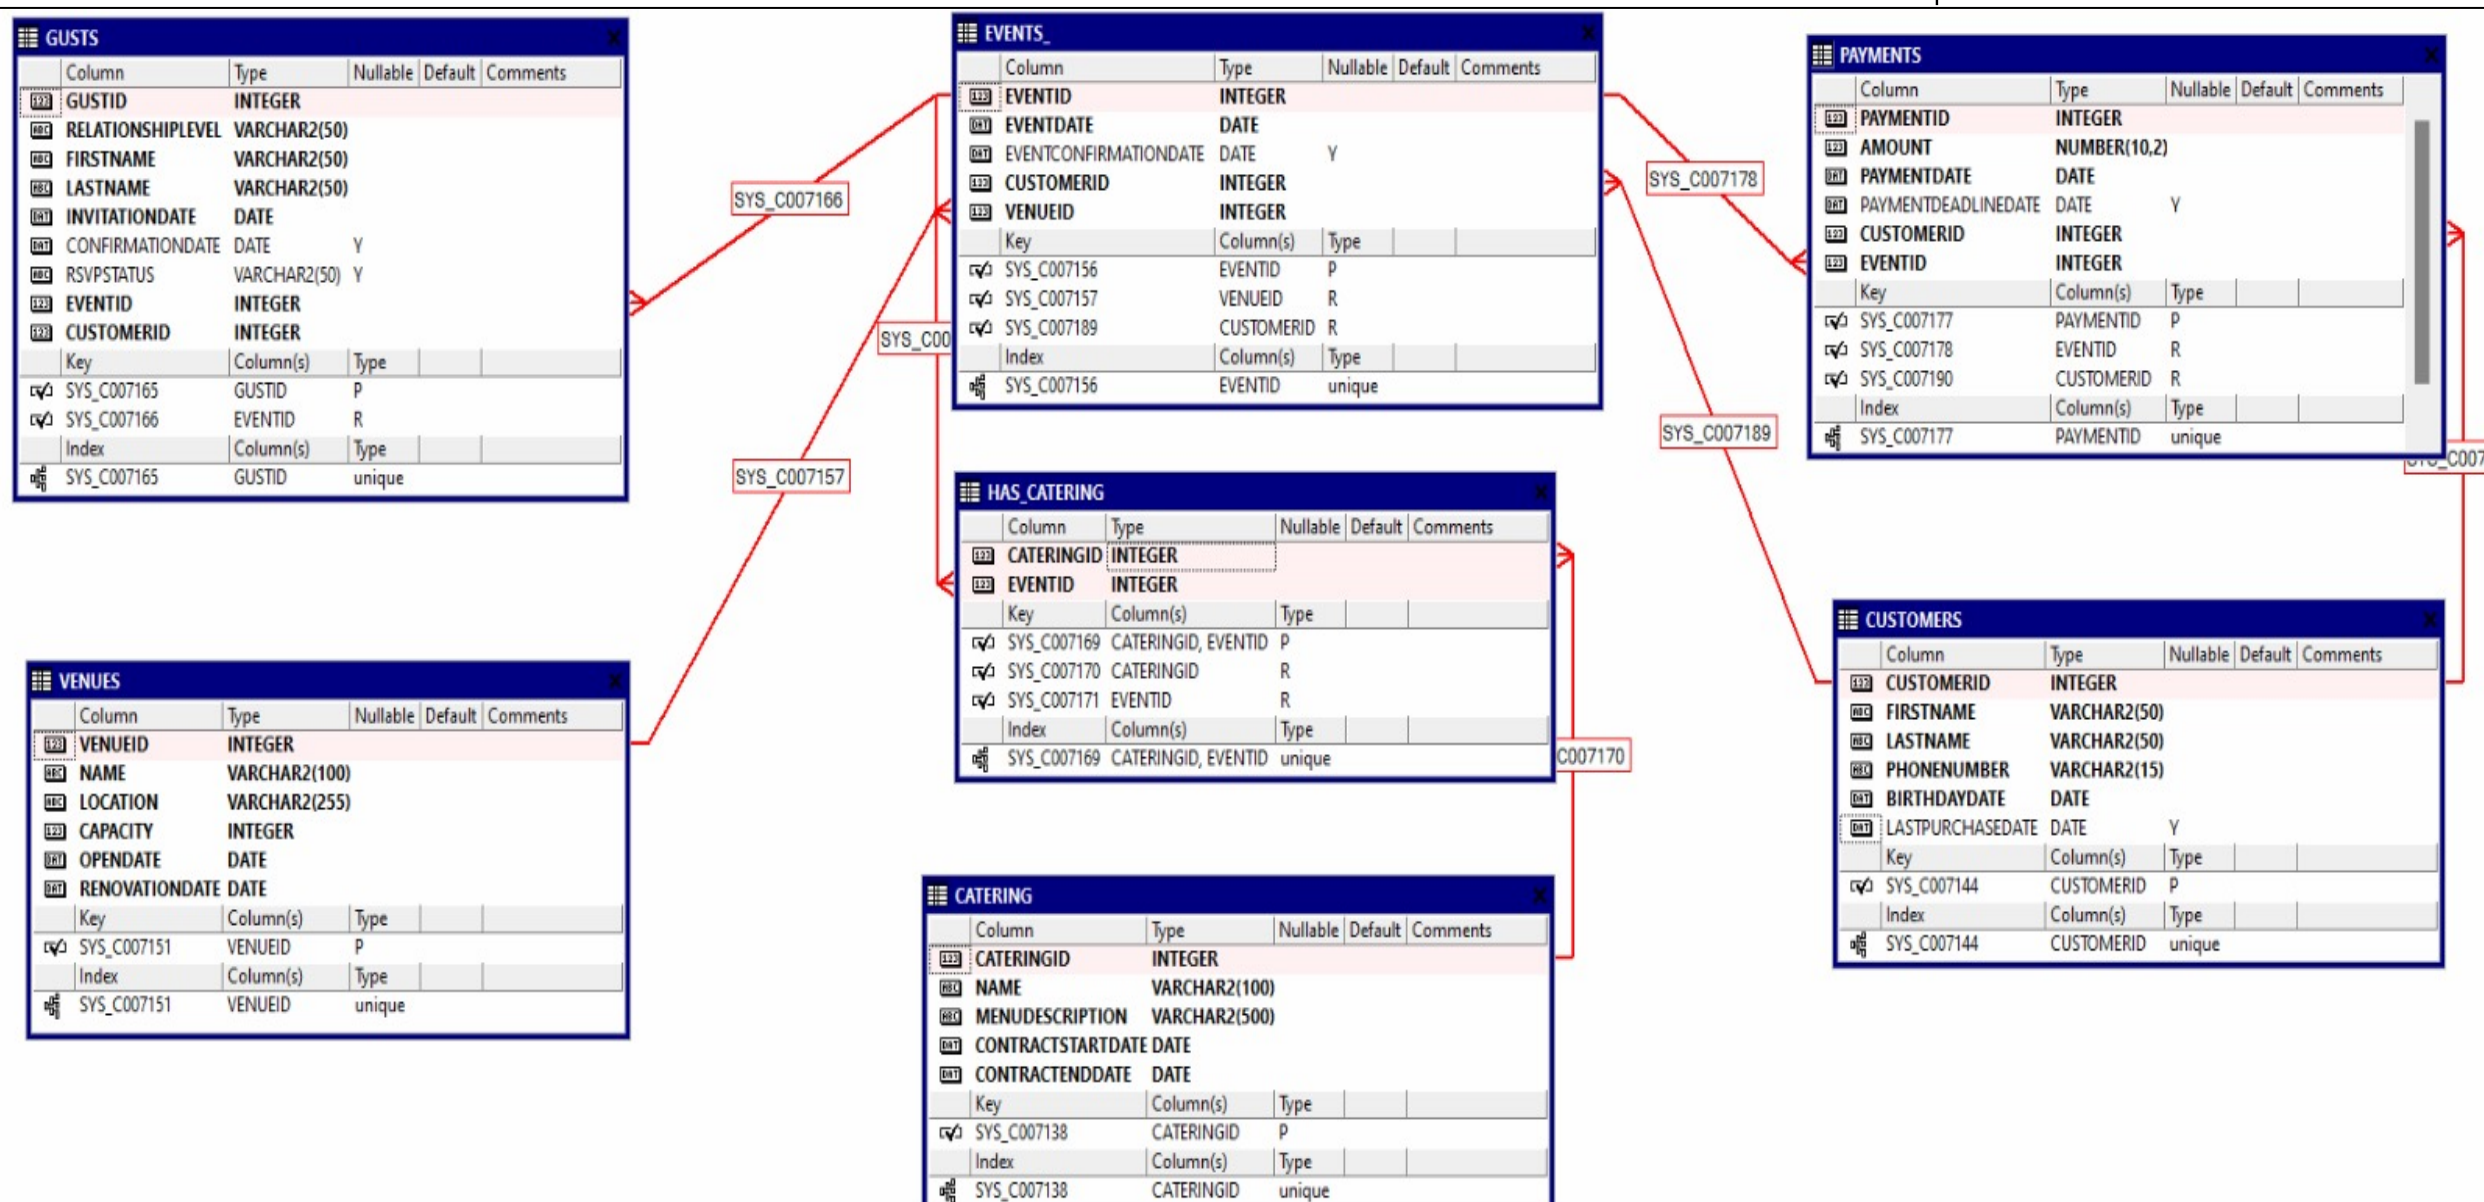 GUSTS
Column Type Nullable Default Comments
GUSTID INTEGER
RELATIONSHIPLEVEL VARCHAR2(50)
FIRSTNAME VARCHAR2(50)
LASTNAME VARCHAR2(50)
INVITATIONDATE DATE
CONFIRMATIONDATE DATE Y
RSVPSTATUS VARCHAR2(50) Y
EVENTID INTEGER
CUSTOMERID INTEGER
Key Column(s) Type
SYS_C007165 GUSTID P
SYS_C007166 EVENTID R
Index Column(s) Type
SYS_C007165 GUSTID unique
SYS_C007166
SYS_C00
SYS_C007157
EVENTS_
Column Type Nullable Default Comments
EVENTID INTEGER
EVENTDATE DATE
EVENTCONFIRMATIONDATE DATE Y
CUSTOMERID INTEGER
VENUEID INTEGER
Key Column(s) Type
SYS_C007156 EVENTID P
SYS_C007157 VENUEID R
SYS_C007189 CUSTOMERID R
Index Column(s) Type
SYS_C007156 EVENTID unique
SYS_C007178
SYS_C007189
PAYMENTS
Column Type Nullable Default Comments
PAYMENTID INTEGER
AMOUNT NUMBER(10,2)
PAYMENTDATE DATE
PAYMENTDEADLINEDATE DATE Y
CUSTOMERID INTEGER
EVENTID INTEGER
Key Column(s) Type
SYS_C007177 PAYMENTID P
SYS_C007178 EVENTID R
SYS_C007190 CUSTOMERID R
Index Column(s) Type
SYS_C007177 PAYMENTID unique
VENUES
Column Type Nullable Default Comments
VENUEID INTEGER
NAME VARCHAR2(100)
LOCATION VARCHAR2(255)
CAPACITY INTEGER
OPENDATE DATE
RENOVATIONDATE DATE
Key Column(s) Type
SYS_C007151 VENUEID P
Index Column(s) Type
SYS_C007151 VENUEID unique
HAS_CATERING
Column Type Nullable Default Comments
CATERINGID INTEGER
EVENTID INTEGER
Key Column(s) Type
SYS_C007169 CATERINGID, EVENTID P
SYS_C007170 CATERINGID R
SYS_C007171 EVENTID R
Index Column(s) Type
SYS_C007169 CATERINGID, EVENTID unique
C007170
CATERING
Column Type Nullable Default Comments
CATERINGID INTEGER
NAME VARCHAR2(100)
MENUDESCRIPTION VARCHAR2(500)
CONTRACTSTARTDATE DATE
CONTRACTENDDATE DATE
Key Column(s) Type
SYS_C007138 CATERINGID P
Index Column(s) Type
SYS_C007138 CATERINGID unique
CUSTOMERS
Column Type Nullable Default Comments
CUSTOMERID INTEGER
FIRSTNAME VARCHAR2(50)
LASTNAME VARCHAR2(50)
PHONENUMBER VARCHAR2(15)
BIRTHDAYDATE DATE
LASTPURCHASEDATE DATE Y
Key Column(s) Type
SYS_C007144 CUSTOMERID P
Index Column(s) Type
SYS_C007144 CUSTOMERID unique